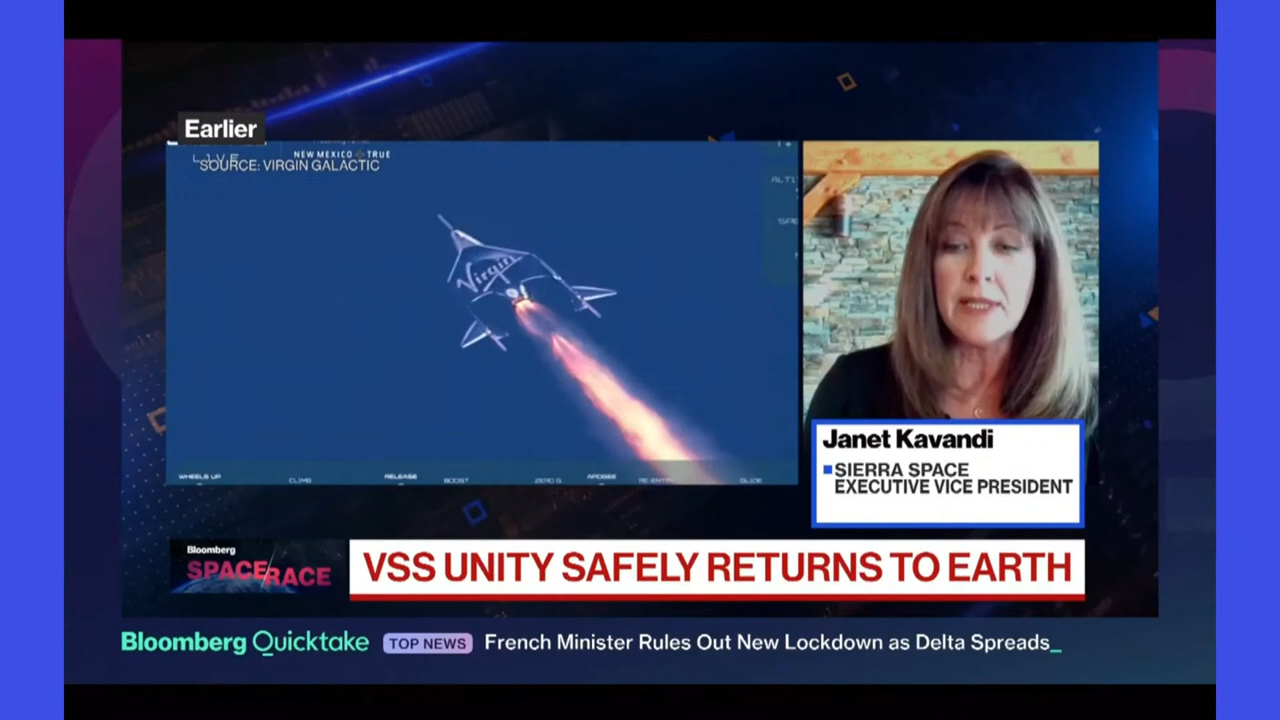 Earlier
LIVE
NEW MEXICO TRUE
SOURCE: VIRGIN GALACTIC
Virgin
WHEELS UP
CLIMB
RELEASE
BOOST
ZERO G
APOGEE
RE-ENTRY
GLIDE
Janet Kavandi
SIERRA SPACE
EXECUTIVE VICE PRESIDENT
Bloomberg
SPACE RACE
VSS UNITY SAFELY RETURNS TO EARTH
Bloomberg Quicktake
TOP NEWS
French Minister Rules Out New Lockdown as Delta Spreads_